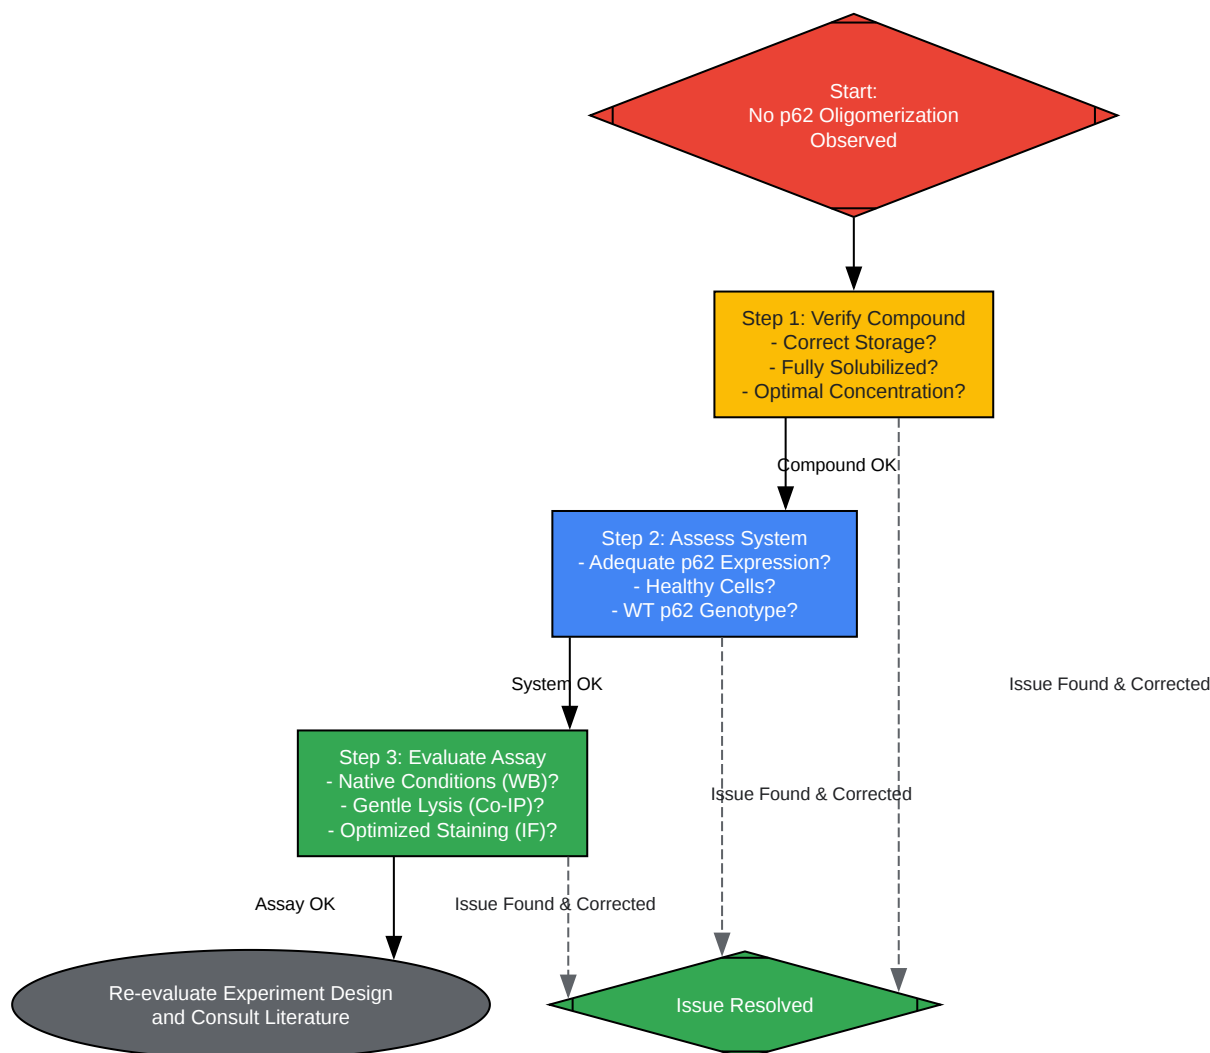 Start:
No p62 Oligomerization
Observed
Step 1: Verify Compound
- Correct Storage?
- Fully Solubilized?
- Optimal Concentration?
Compound OK
Step 2: Assess System
- Adequate p62 Expression?
- Healthy Cells?
- WT p62 Genotype?
System OK
Issue Found & Corrected
Step 3: Evaluate Assay
- Native Conditions (WB)?
- Gentle Lysis (Co-IP)?
- Optimized Staining (IF)?
Issue Found & Corrected
Assay OK
Issue Found & Corrected
Re-evaluate Experiment Design
and Consult Literature
Issue Resolved